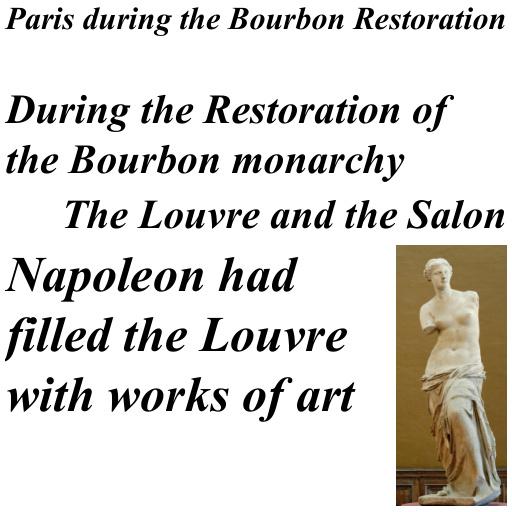 Paris during the Bourbon Restoration
During the Restoration of
the Bourbon monarchy
The Louvre and the Salon
Napoleon had
filled the Louvre
with works of art